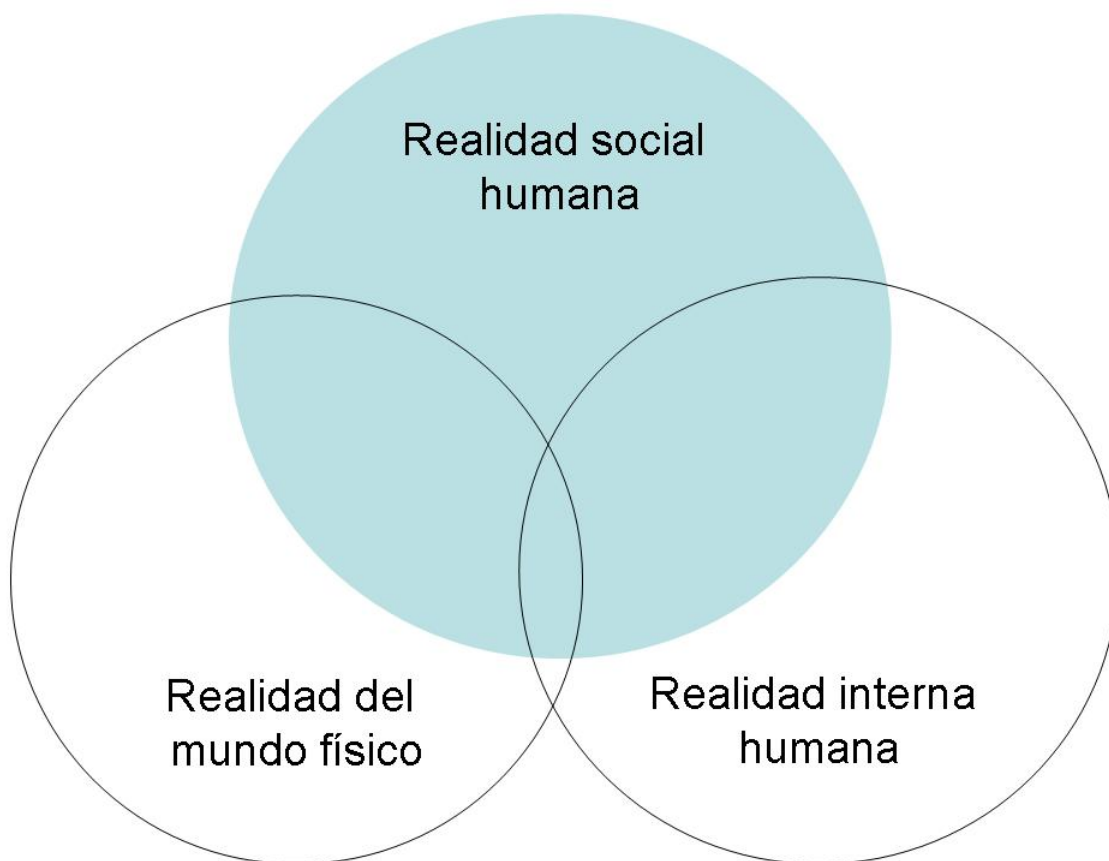 Realidad social
humana
Realidad del
mundo físico
Realidad interna
humana